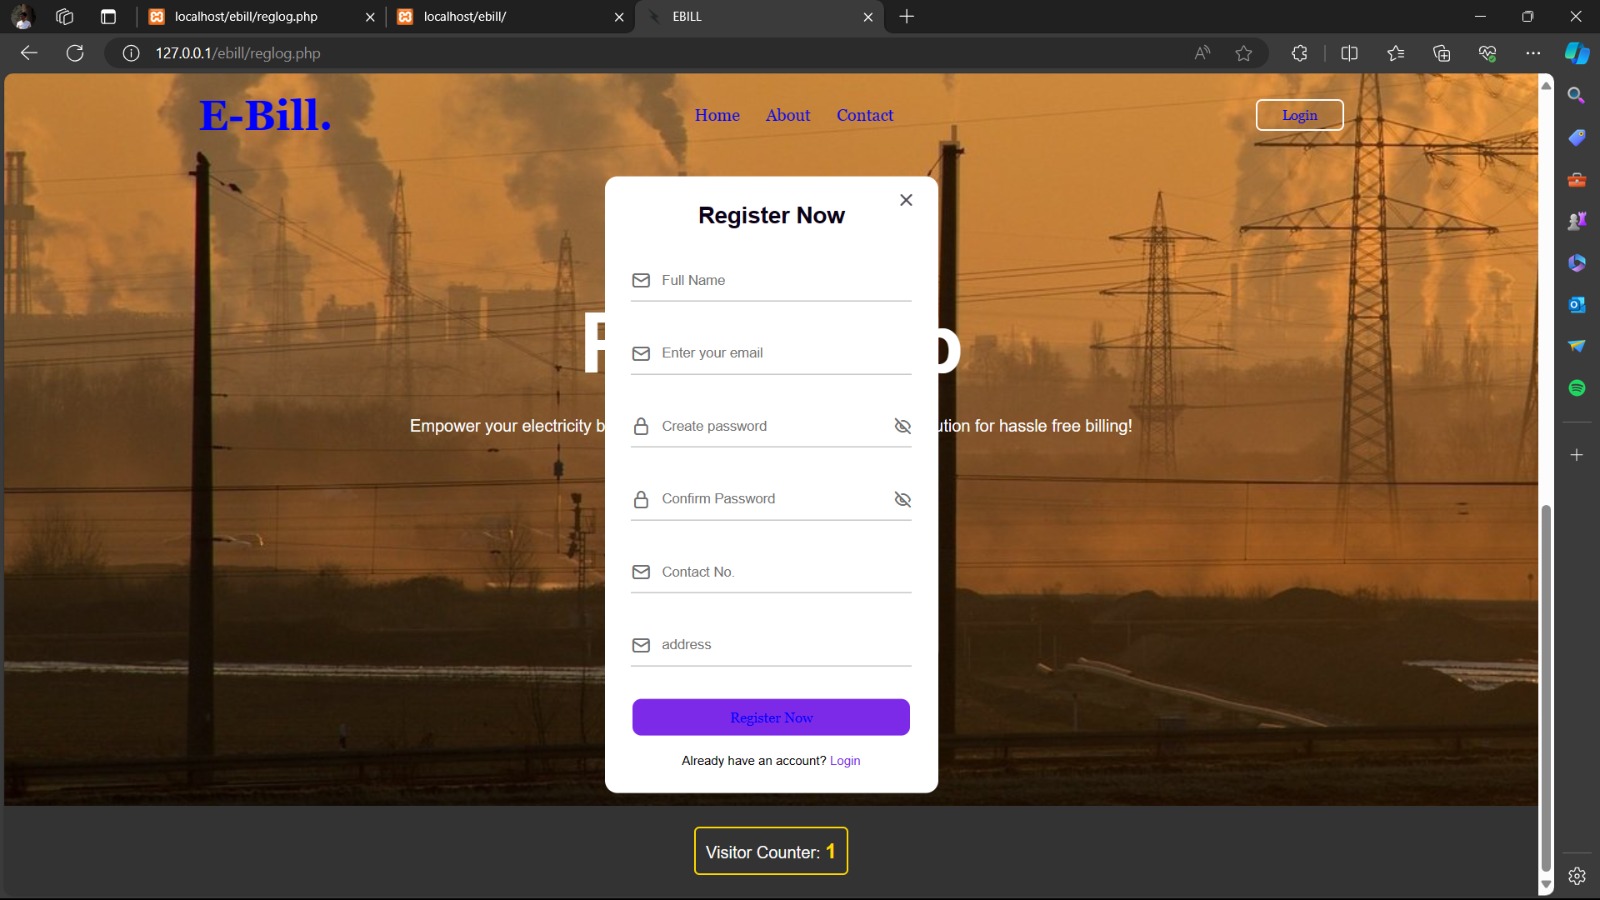 localhost/ebill/reglog.php
localhost/ebill/
EBILL
127.0.0.1/ebill/reglog.php
E-Bill.
Home About Contact
Login
Register Now
Full Name
Enter your email
Empower your electricity b
ution for hassle free billing!
Create password
Confirm Password
Contact No.
address
Register Now
Already have an account? Login
Visitor Counter: 1